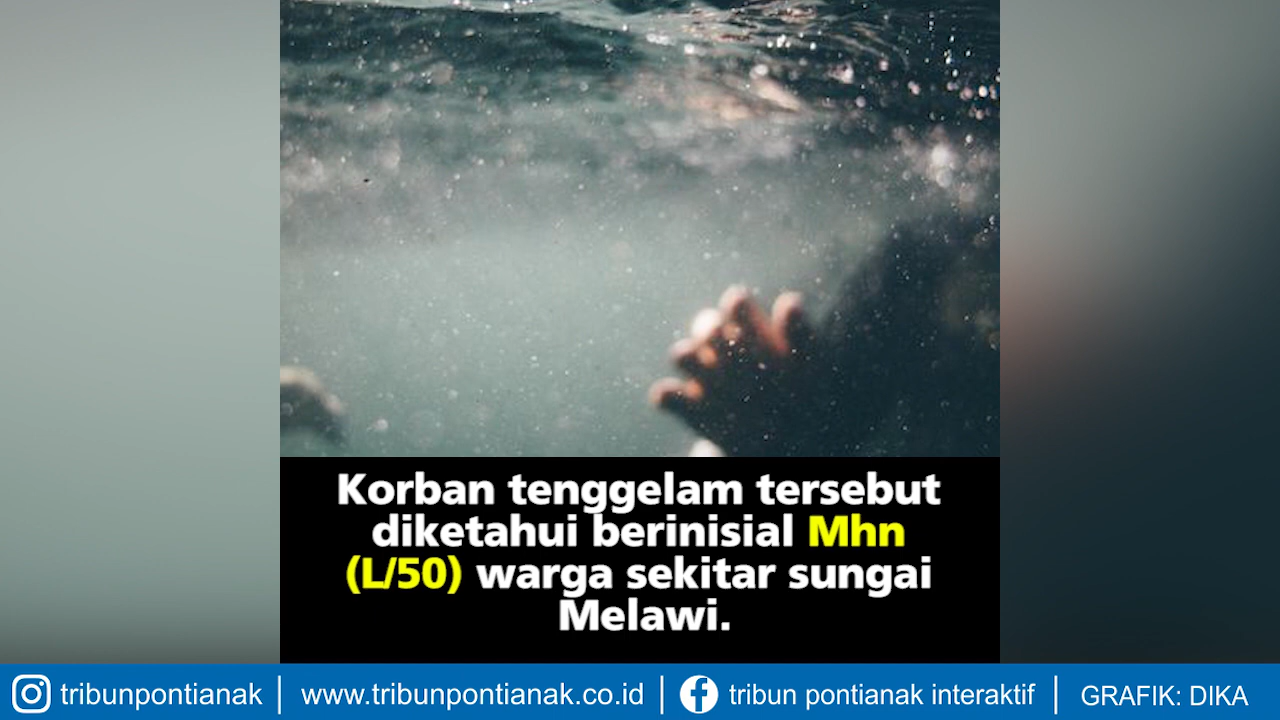 Korban tenggelam tersebut
diketahui berinisial Mhn
(L/50) warga sekitar sungai
Melawi.
tribunpontianak | www.tribunpontianak.co.id | tribun pontianak interaktif | GRAFIK: DIKA